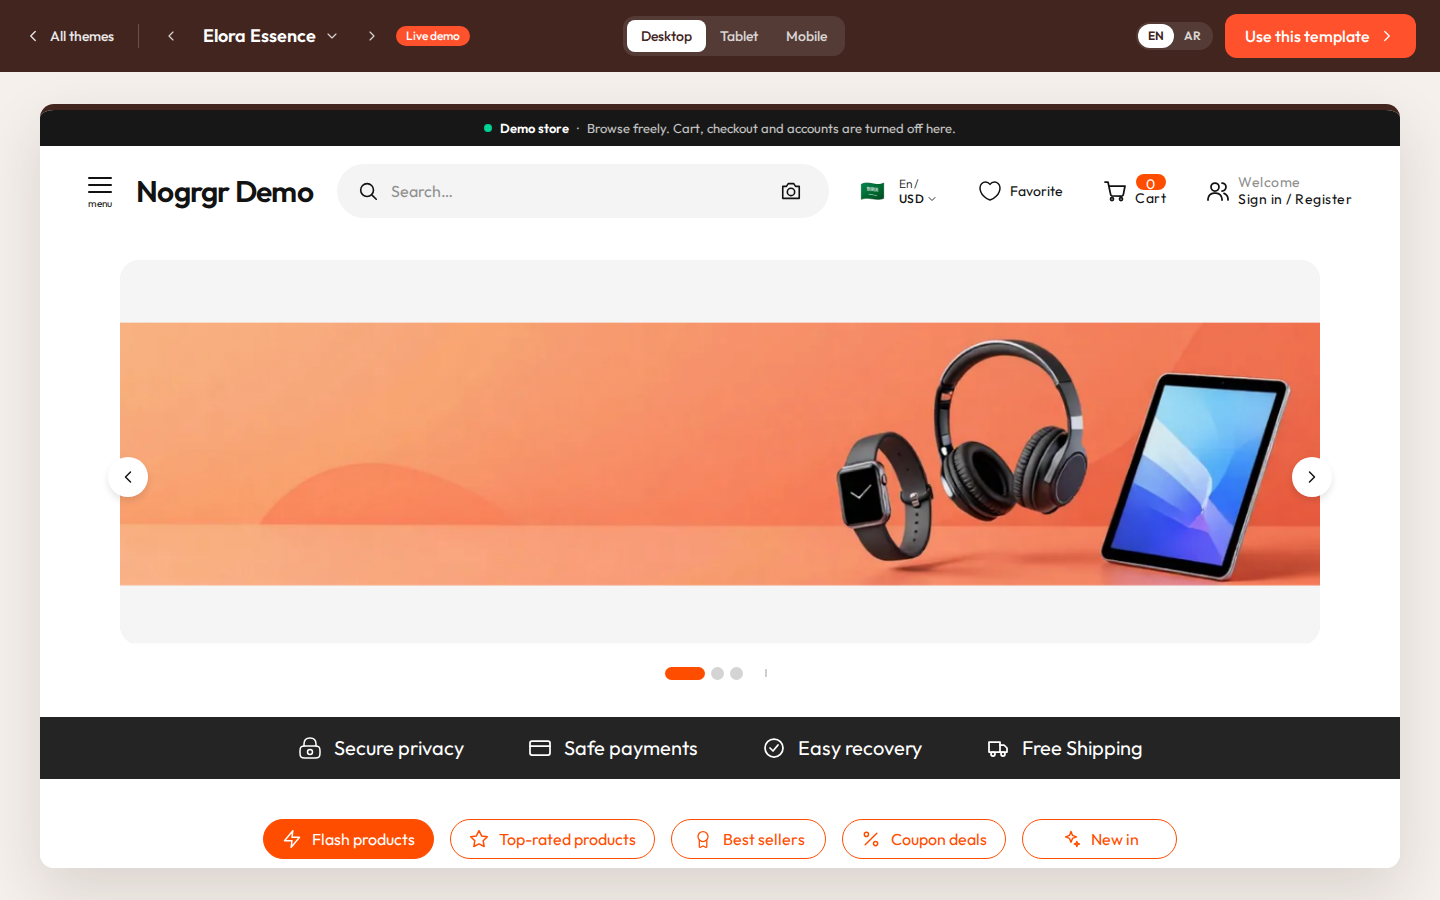 All themes
Elora Essence
Live demo
Desktop
Tablet
Mobile
EN
AR
Use this template
Demo store · Browse freely. Cart, checkout and accounts are turned off here.
menu
Nogrgr Demo
Search...
En/
USD
Favorite
0
Cart
Welcome
Sign in / Register
Secure privacy
Safe payments
Easy recovery
Free Shipping
Flash products
Top-rated products
Best sellers
Coupon deals
New in